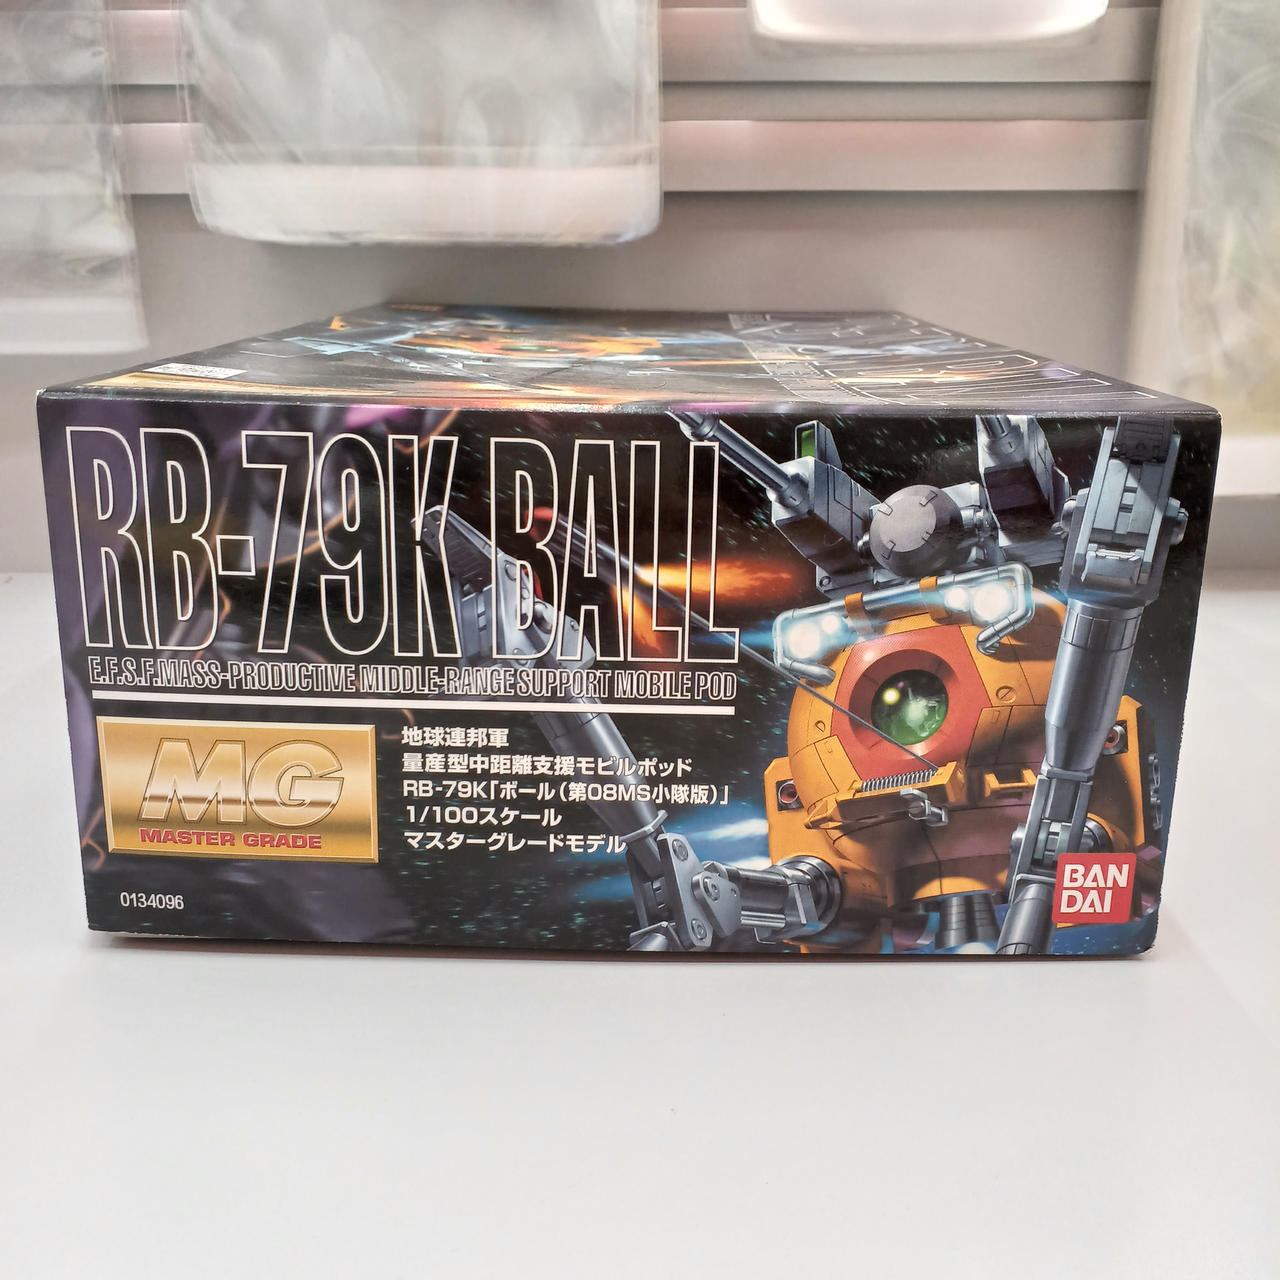 RB-79K BALL
E.F.S.F. MASS-PRODUCTIVE MIDDLE-RANGE SUPPORT MOBILE POD
MG
MASTER GRADE
地球連邦軍
量産型中距離支援モビルポッド
RB-79K「ボール(第08MS小隊版)」
1/100スケール
マスターグレードモデル
0134096
BAN
DAI